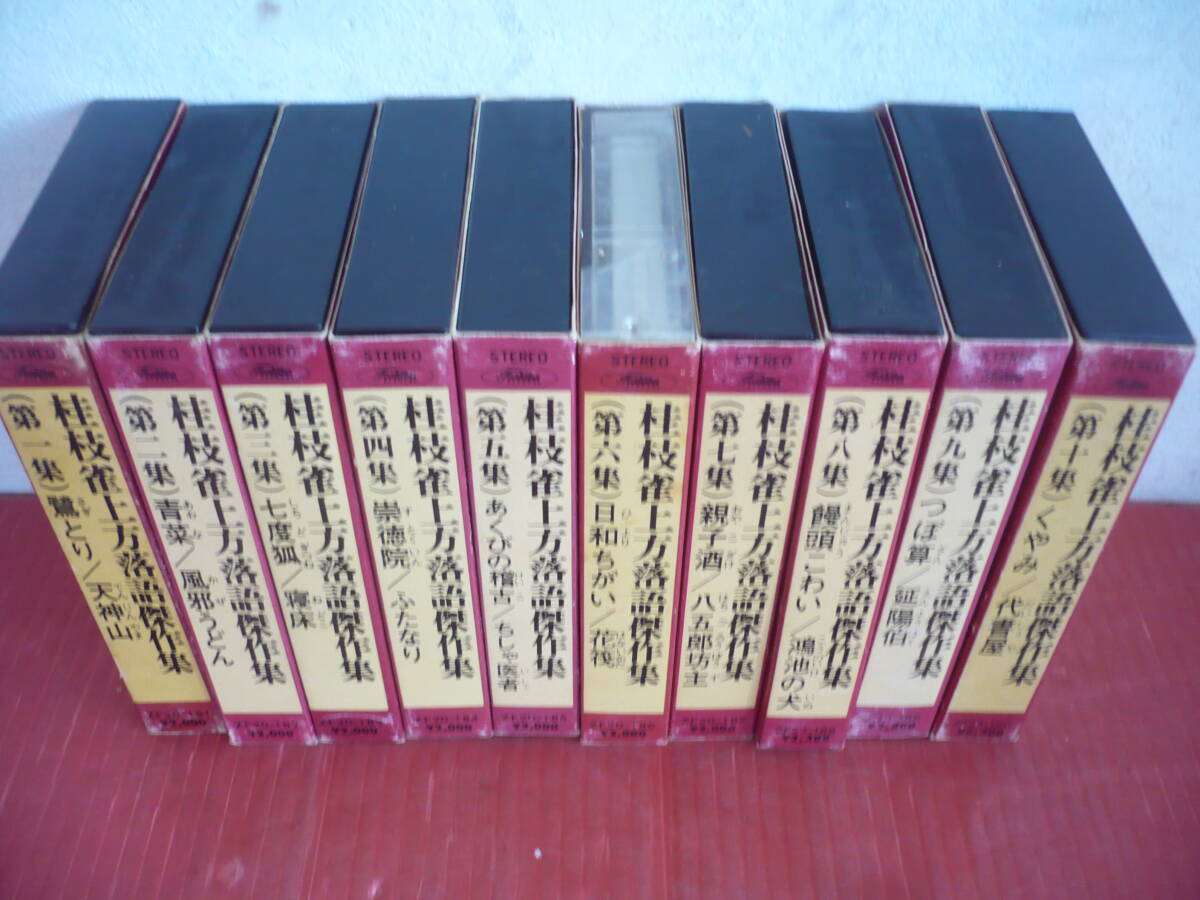 STEREO
桂枝雀上方落語傑作集
(第一集)鷺とり/天神山
STEREO
桂枝雀上方落語傑作集
(第二集)青菜/風邪うどん
¥2,000
STEREO
桂枝雀上方落語傑作集
(第三集)七度狐/寝床
STEREO
桂枝雀上方落語傑作集
(第四集)崇徳院/ふたなり
¥2,000
STEREO
桂枝雀上方落語傑作集
(第五集)あくびの稽古/ちしゃ医者
¥2,000
STEREO
桂枝雀上方落語傑作集
(第六集)日和ちがい/花筏
¥2,000
STEREO
桂枝雀上方落語傑作集
(第七集)親子酒/八五郎坊主
STEREO
桂枝雀上方落語傑作集
(第八集)饅頭こわい/鴻池の犬
STEREO
桂枝雀上方落語傑作集
(第九集)つぼ算/延陽伯
STEREO
桂枝雀上方落語傑作集
(第十集)くやみ/代書屋